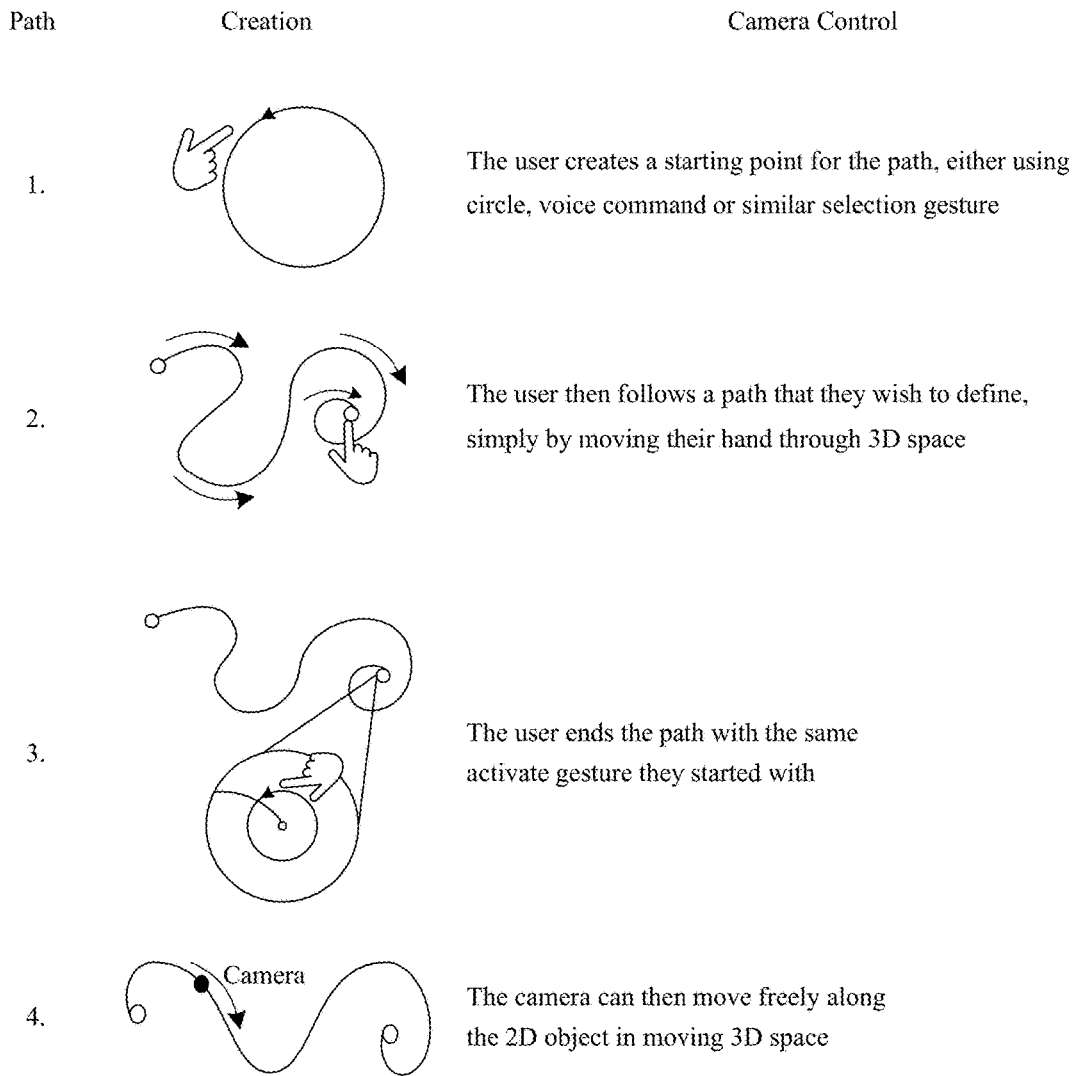 Path Creation Camera Control
1.
The user creates a starting point for the path, either using
circle, voice command or similar selection gesture
2.
The user then follows a path that they wish to define,
simply by moving their hand through 3D space
3.
The user ends the path with the same
activate gesture they started with
4.
Camera
The camera can then move freely along
the 2D object in moving 3D space